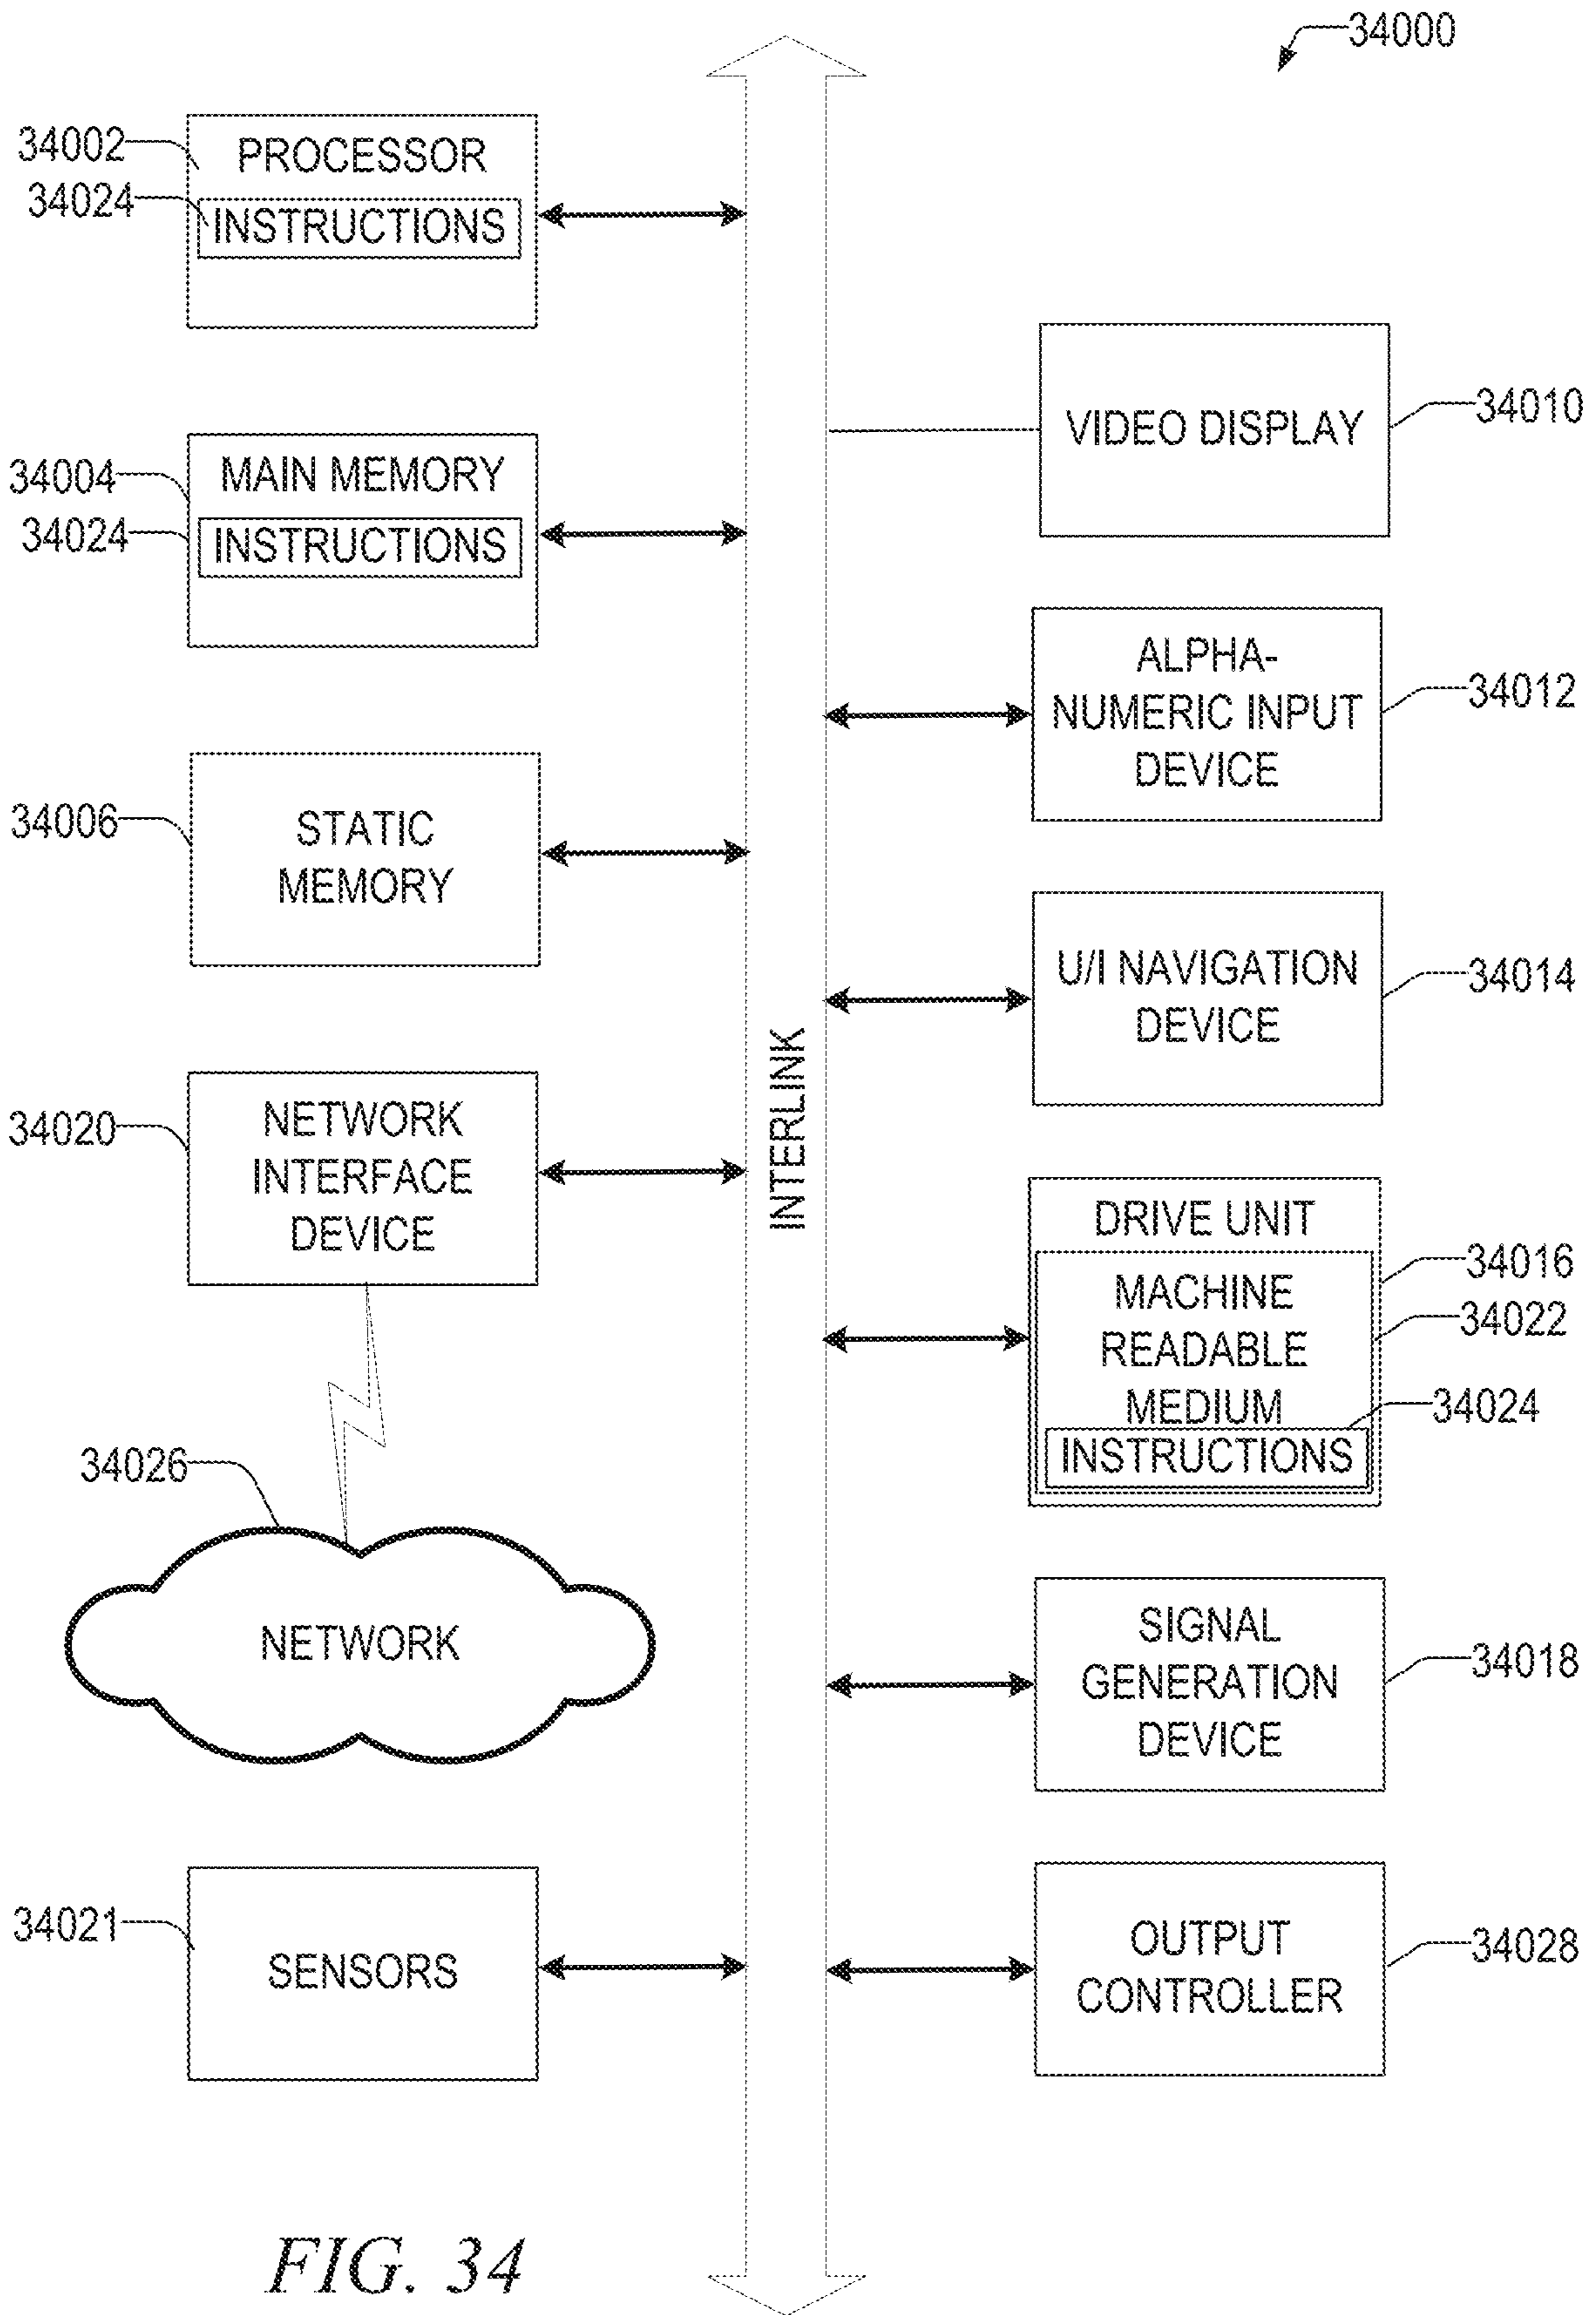 34000
34002
PROCESSOR
34024
INSTRUCTIONS
34004
MAIN MEMORY
34024
INSTRUCTIONS
34006
STATIC
MEMORY
34020
NETWORK
INTERFACE
DEVICE
34026
NETWORK
34021
SENSORS
INTERLINK
VIDEO DISPLAY
34010
ALPHA-
NUMERIC INPUT
DEVICE
34012
U/I NAVIGATION
DEVICE
34014
DRIVE UNIT
34016
MACHINE
READABLE
MEDIUM
34022
34024
INSTRUCTIONS
SIGNAL
GENERATION
DEVICE
34018
OUTPUT
CONTROLLER
34028
FIG. 34